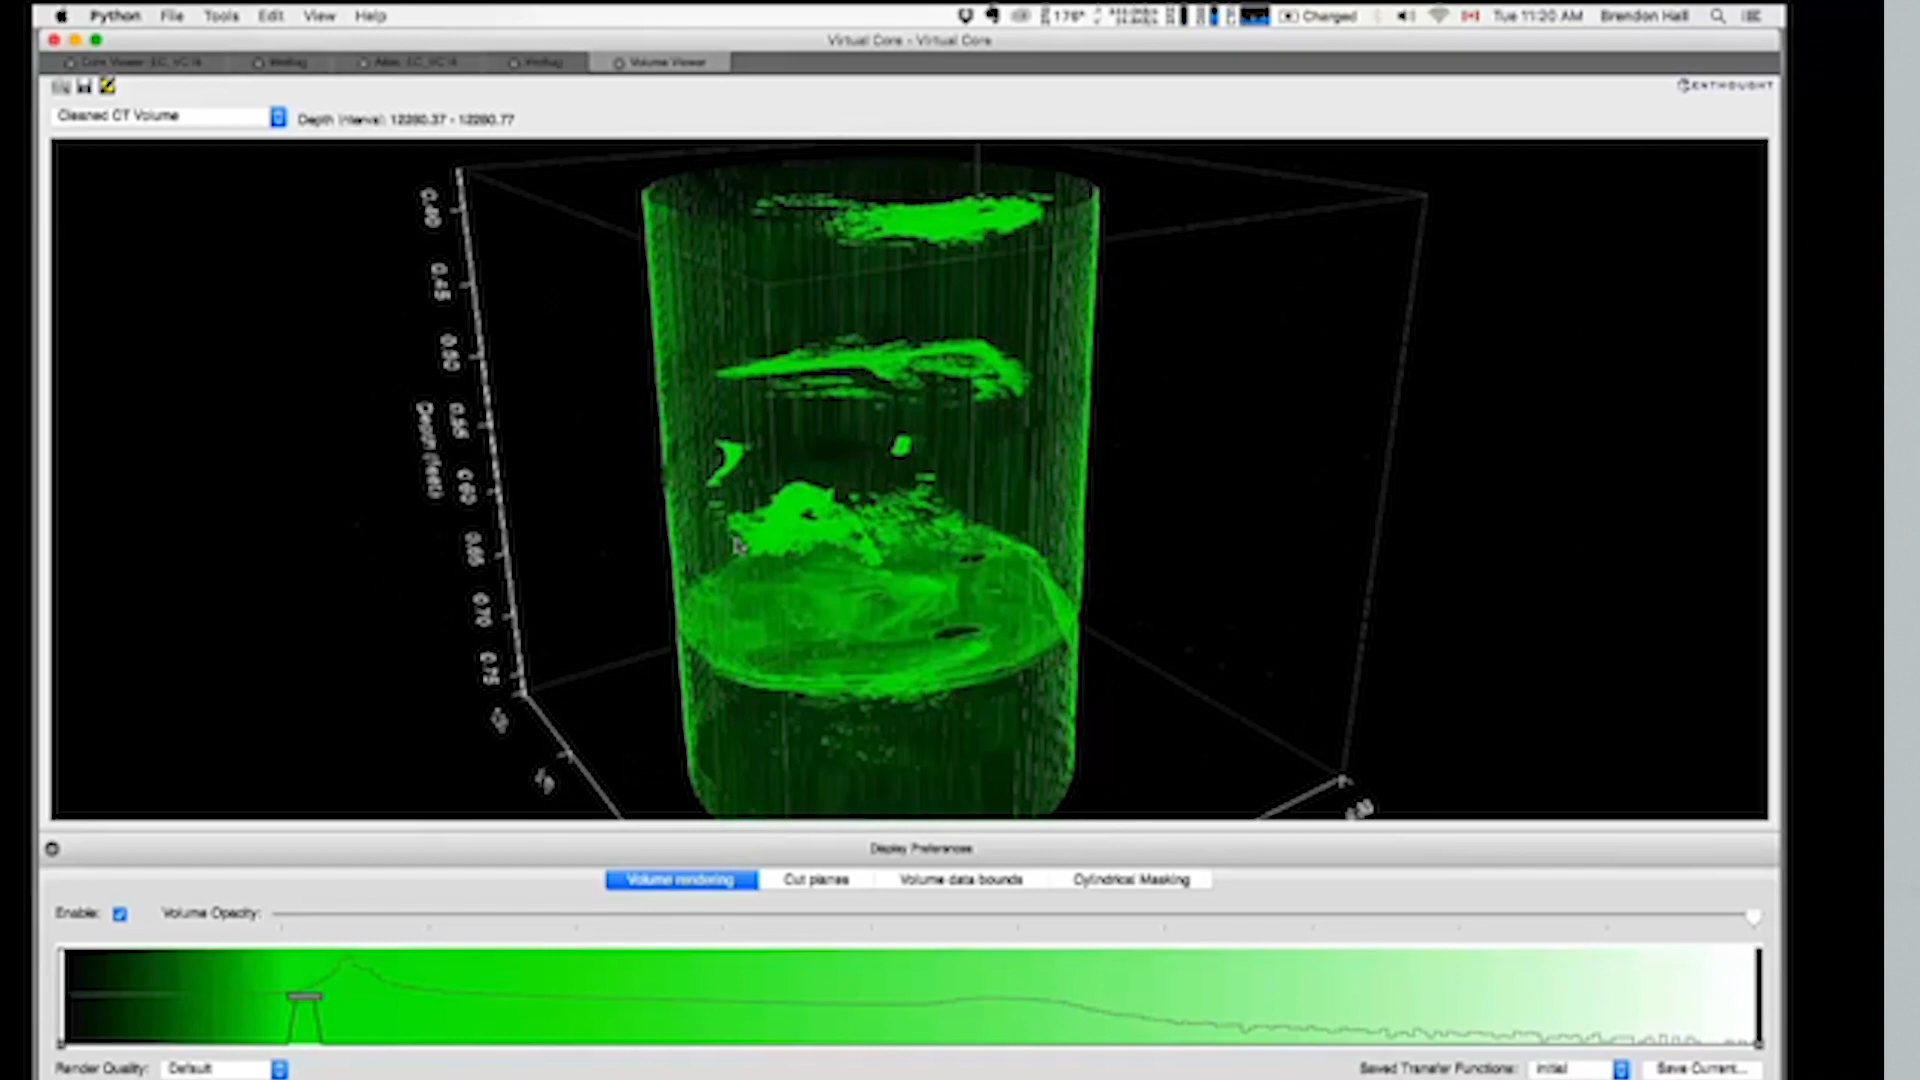 Python File Tools Edit View Help
176° Charged Tue 11:20 AM Brendon Hall
Virtual Core - Virtual Core
Volume Viewer
ENTHOUGHT
Cleaned CT Volume
Depth Interval: 12280.37 - 12280.77
0.40
0.45
0.50
0.55
0.60
0.65
0.70
0.75
Depth (feet)
Display Preferences
Volume rendering Cut planes Volume data bounds Cylindrical Masking
Enable: Volume Opacity:
Render Quality: Default
Saved Transfer Functions: Initial Save Current...